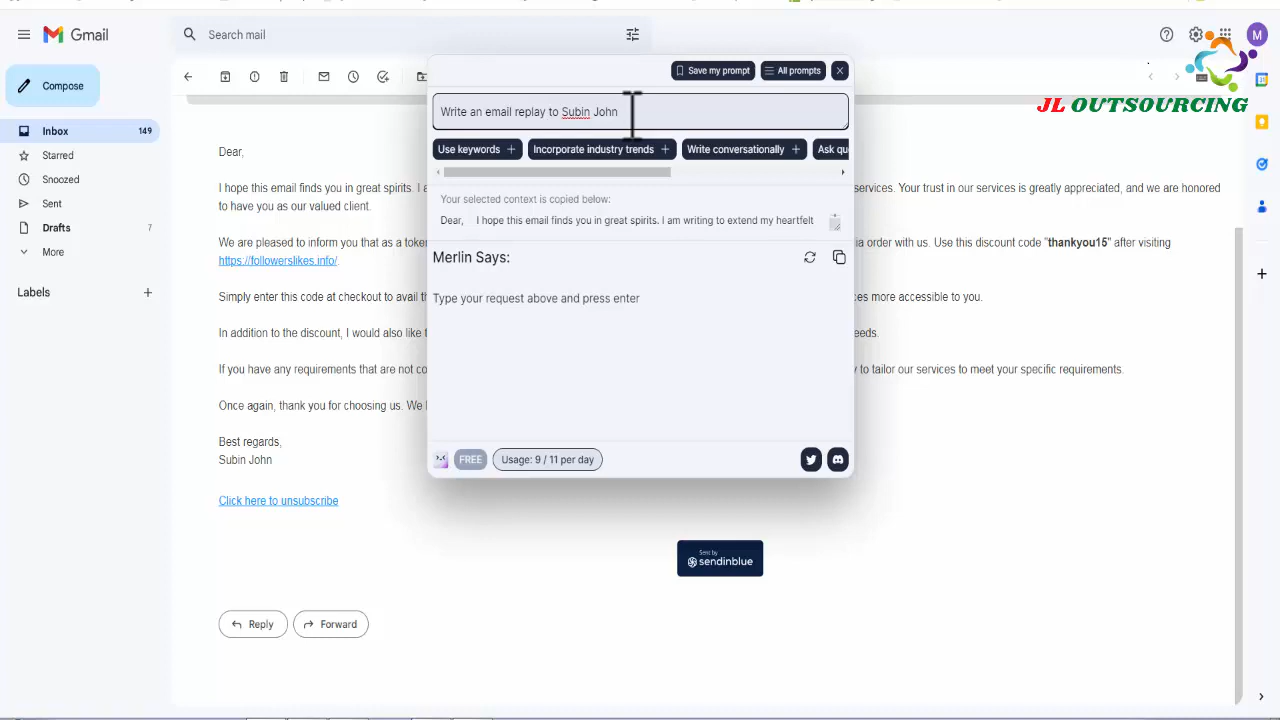 Gmail
Search mail
M
JL OUTSOURCING
Compose
Inbox 149
Starred
Snoozed
Sent
Drafts 7
More
Labels
Save my prompt
All prompts
X
Write an email replay to Subin John
Use keywords +
Incorporate industry trends +
Write conversationally +
Ask qu
Your selected context is copied below:
Dear, I hope this email finds you in great spirits. I am writing to extend my heartfelt
Merlin Says:
Type your request above and press enter
FREE
Usage: 9 / 11 per day
Dear,
I hope this email finds you in great spirits. I services. Your trust in our services is greatly appreciated, and we are honored
to have you as our valued client.
We are pleased to inform you that as a token order with us. Use this discount code "thankyou15" after visiting
https://followerslikes.info/.
Simply enter this code at checkout to avail more accessible to you.
In addition to the discount, I would also like
If you have any requirements that are not to tailor our services to meet your specific requirements.
Once again, thank you for choosing us. We
Best regards,
Subin John
Click here to unsubscribe
Sent by
sendinblue
Reply
Forward